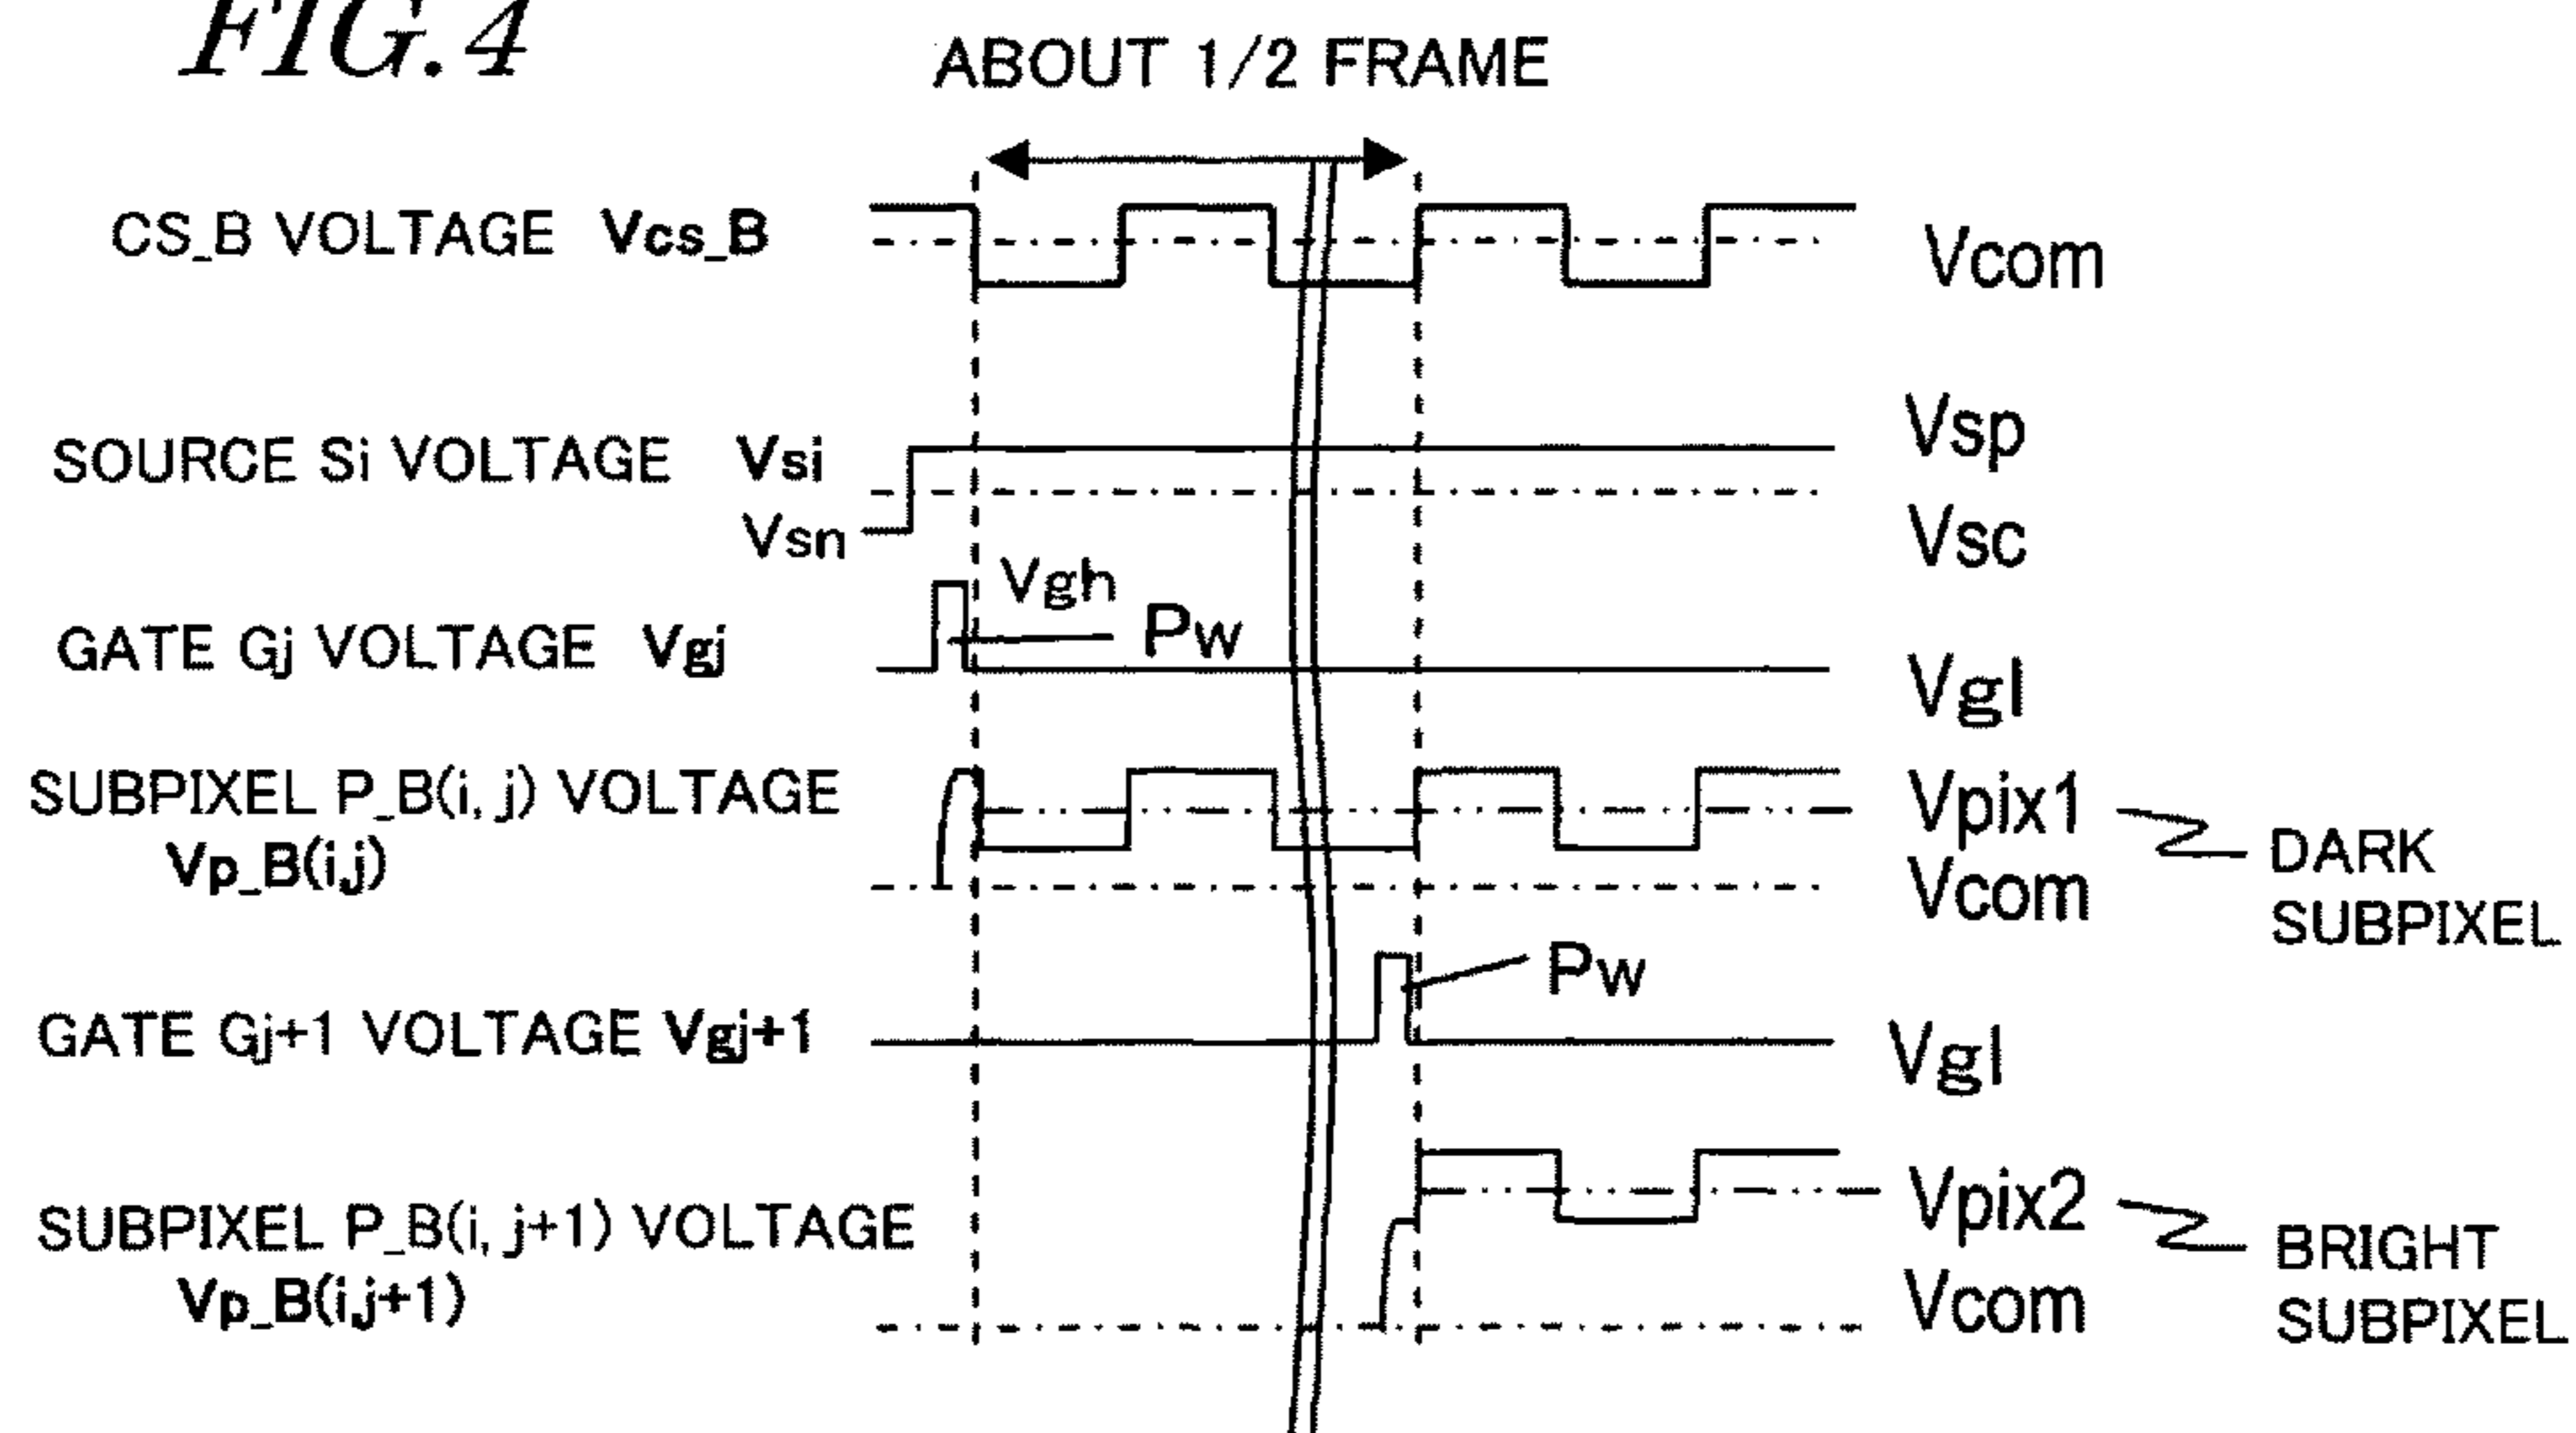 FIG. 4
ABOUT 1/2 FRAME
CS_B VOLTAGE Vcs_B
Vcom
SOURCE Si VOLTAGE Vsi
Vsp
Vsn
Vsc
Vgh
GATE Gj VOLTAGE Vgj
Pw
Vgl
SUBPIXEL P_B(i, j) VOLTAGE
Vp_B(i,j)
Vpix1
Vcom
DARK
SUBPIXEL
Pw
GATE Gj+1 VOLTAGE Vgj+1
Vgl
SUBPIXEL P_B(i, j+1) VOLTAGE
Vp_B(i,j+1)
Vpix2
Vcom
BRIGHT
SUBPIXEL